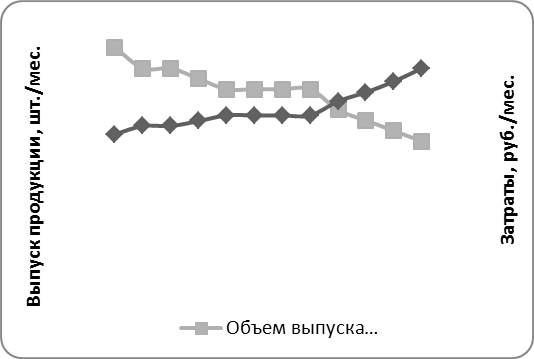 Выпуск продукции, шт./мес.
Затраты, руб./мес.
Объем выпуска...